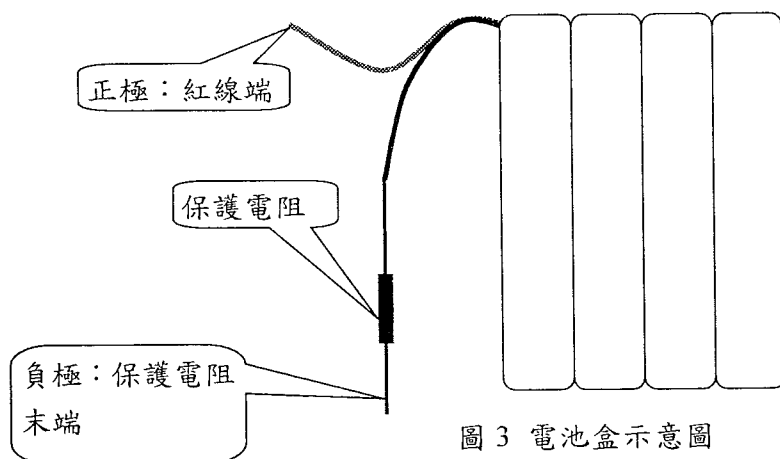 正極：紅線端
保護電阻
負極：保護電阻
末端
圖 3 電池盒示意圖